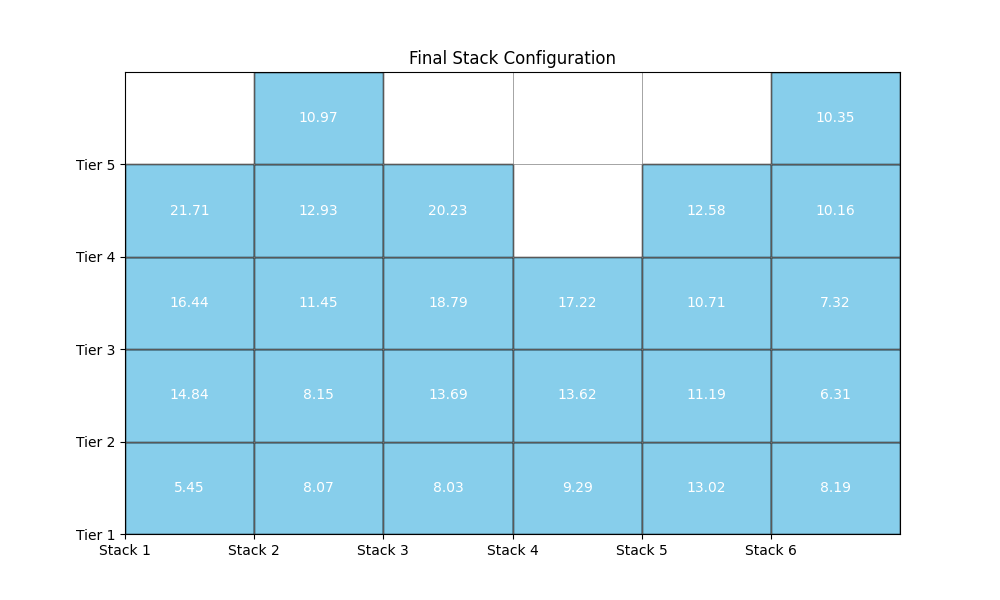 Final Stack Configuration
10.97 10.35
Tier 5
21.71 12.93 20.23 12.58 10.16
Tier 4
16.44 11.45 18.79 17.22 10.71 7.32
Tier 3
14.84 8.15 13.69 13.62 11.19 6.31
Tier 2
5.45 8.07 8.03 9.29 13.02 8.19
Tier 1
Stack 1 Stack 2 Stack 3 Stack 4 Stack 5 Stack 6